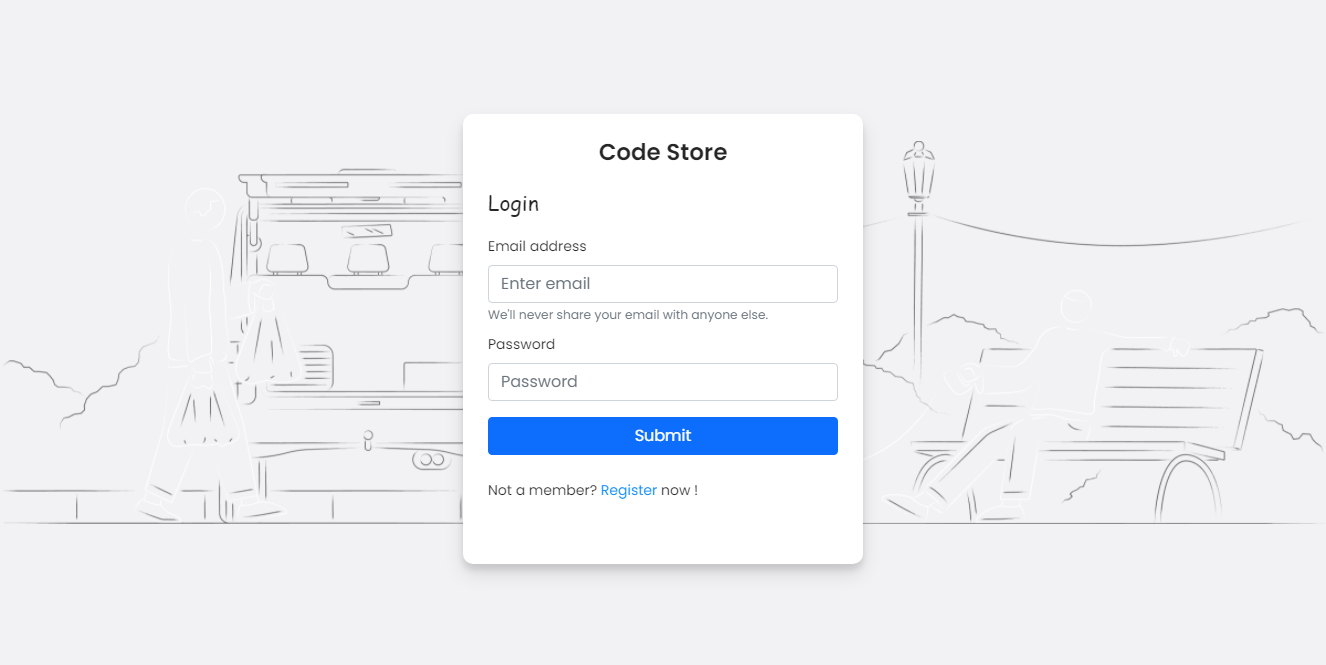 Code Store
Login
Email address
Enter email
We'll never share your email with anyone else.
Password
Password
Submit
Not a member? Register now !